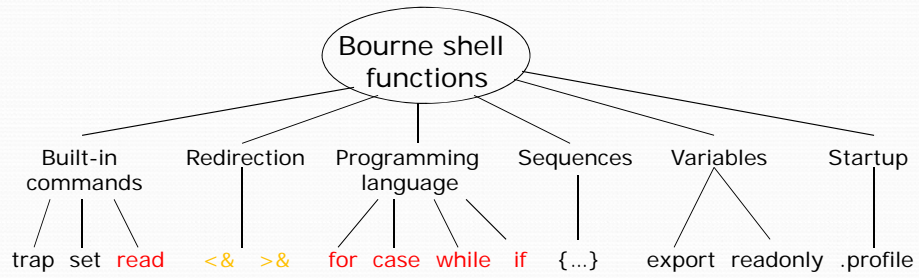 Bourne shell
functions
Built-in
commands
Redirection
Programming
language
Sequences
Variables
Startup
trap set read
<& >&
for case while if
{...}
export readonly
.profile